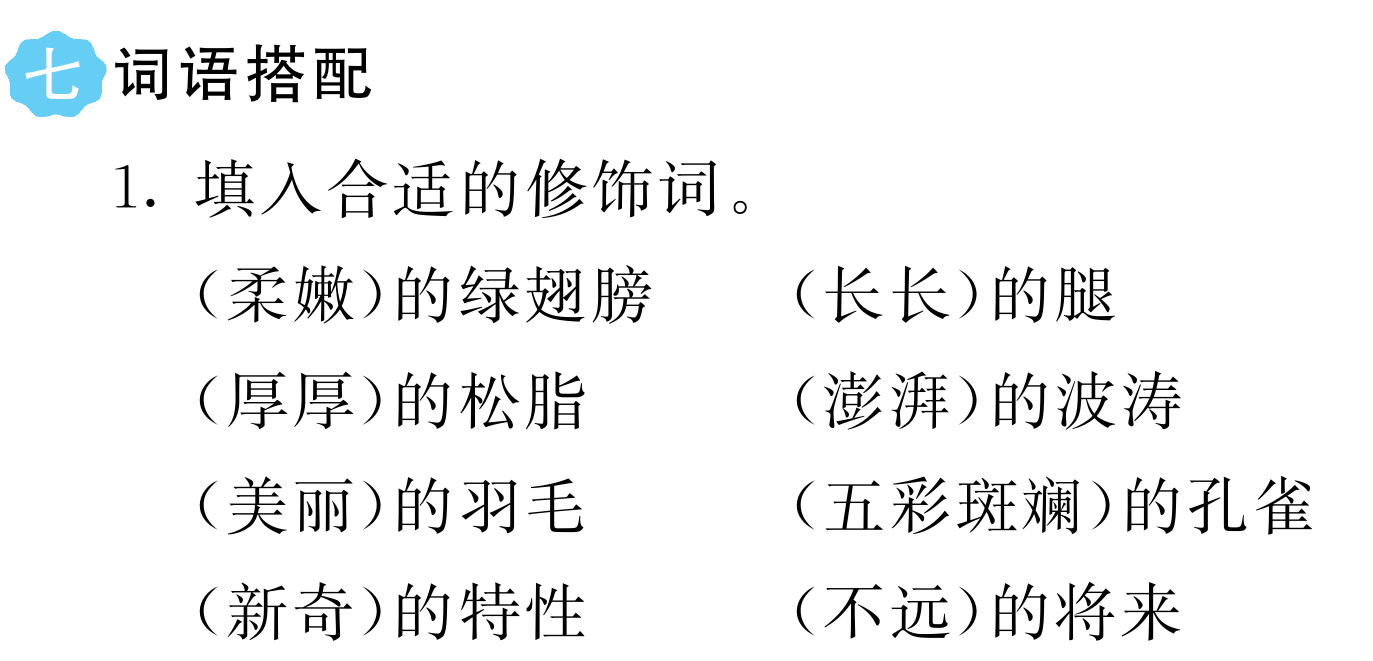 七 词语搭配
1. 填入合适的修饰词。
（柔嫩）的绿翅膀 （长长）的腿
（厚厚）的松脂 （澎湃）的波涛
（美丽）的羽毛 （五彩斑斓）的孔雀
（新奇）的特性 （不远）的将来